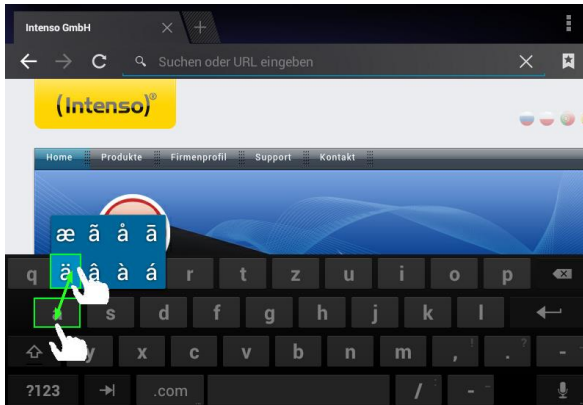 Intenso GmbH
Suchen oder URL eingeben
(Intenso)®
Home Produkte Firmenprofil Support Kontakt
æ ã å ā
ä â à á
q r t z u i o p
a s d f g h j k l
y x c v b n m , ! . ? -
?123 .com / - _